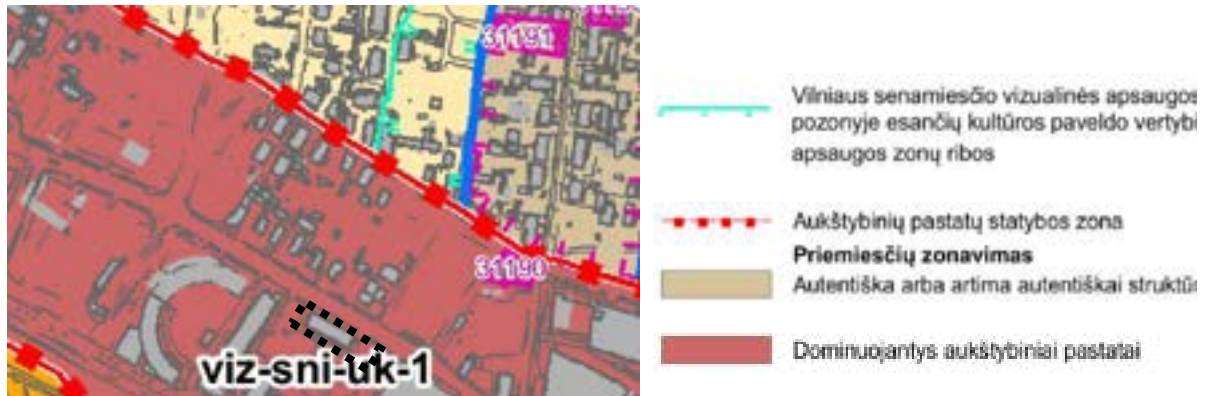 31191
31190
viz-sni-uk-1
Vilniaus senamiesčio vizualinės apsaugos
pozonyje esančių kultūros paveldo vertybi
apsaugos zonų ribos
Aukštybinių pastatų statybos zona
Priemiesčių zonavimas
Autentiška arba artima autentiškai struktūr
Dominuojantys aukštybiniai pastatai